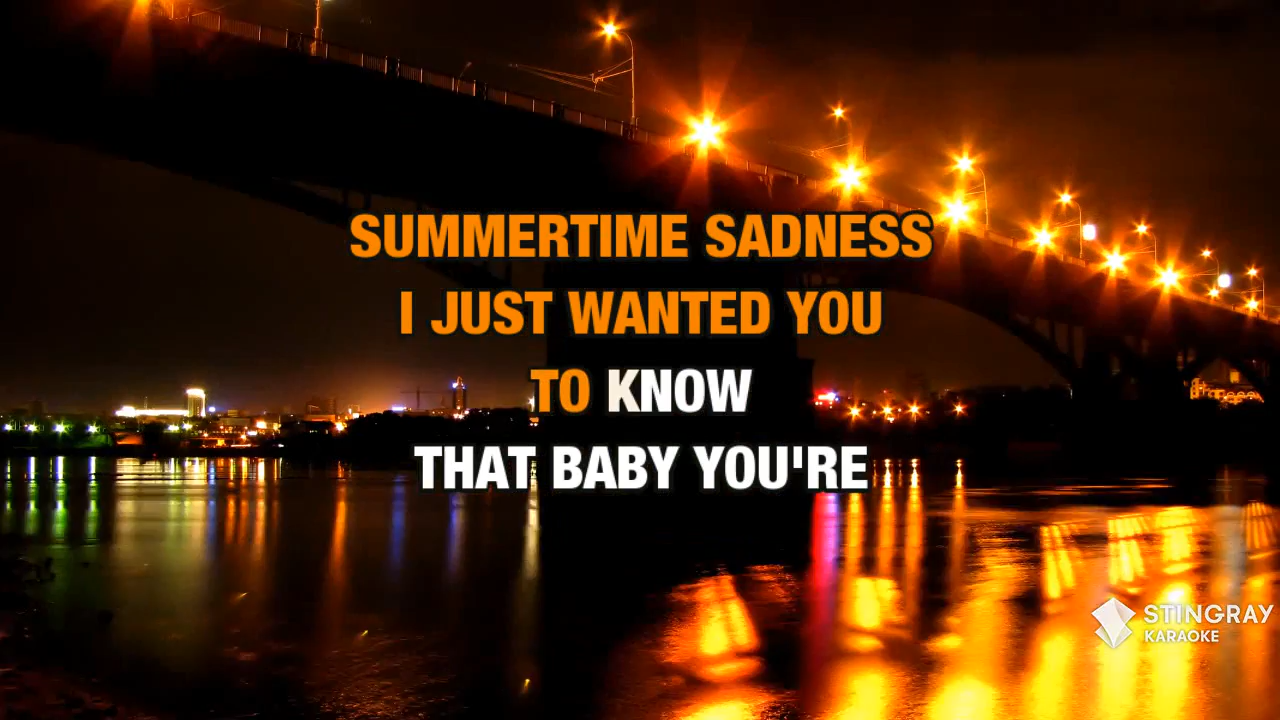 SUMMERTIME SADNESS
I JUST WANTED YOU
TO KNOW
THAT BABY YOU'RE
STINGRAY
KARAOKE